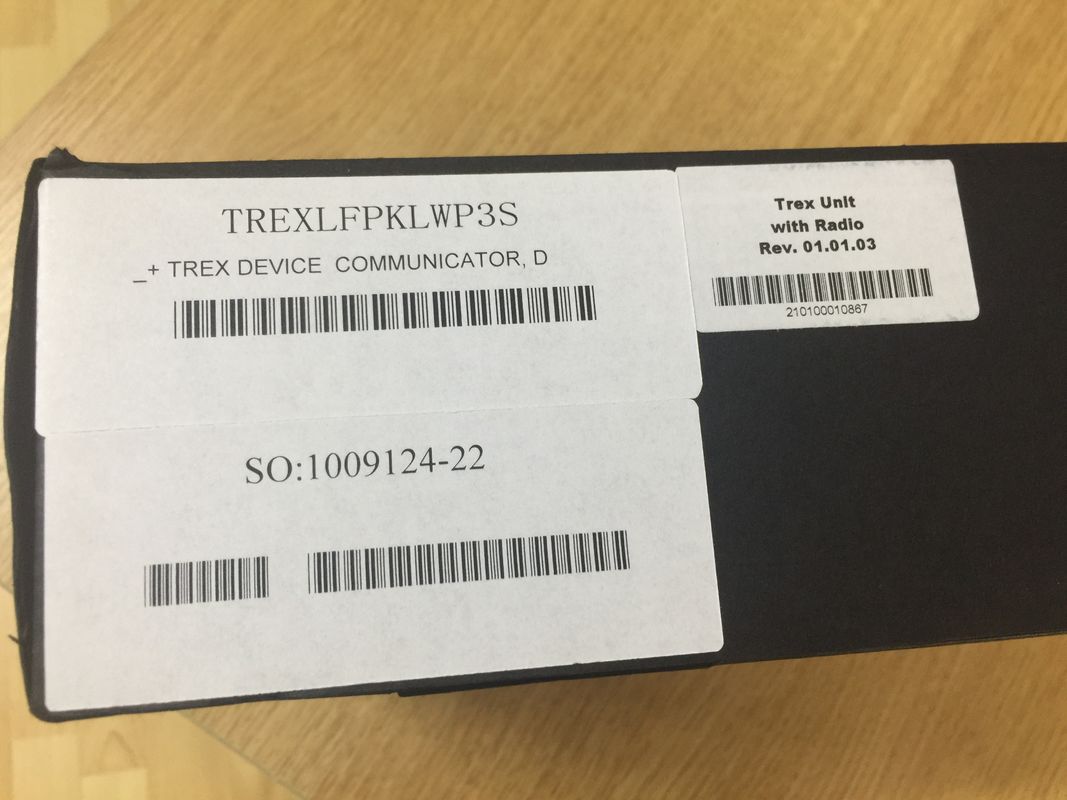 TREXLFPKLWP3S
_+ TREX DEVICE COMMUNICATOR, D
SO:1009124-22
Trex Unit
with Radio
Rev. 01.01.03
210100010867